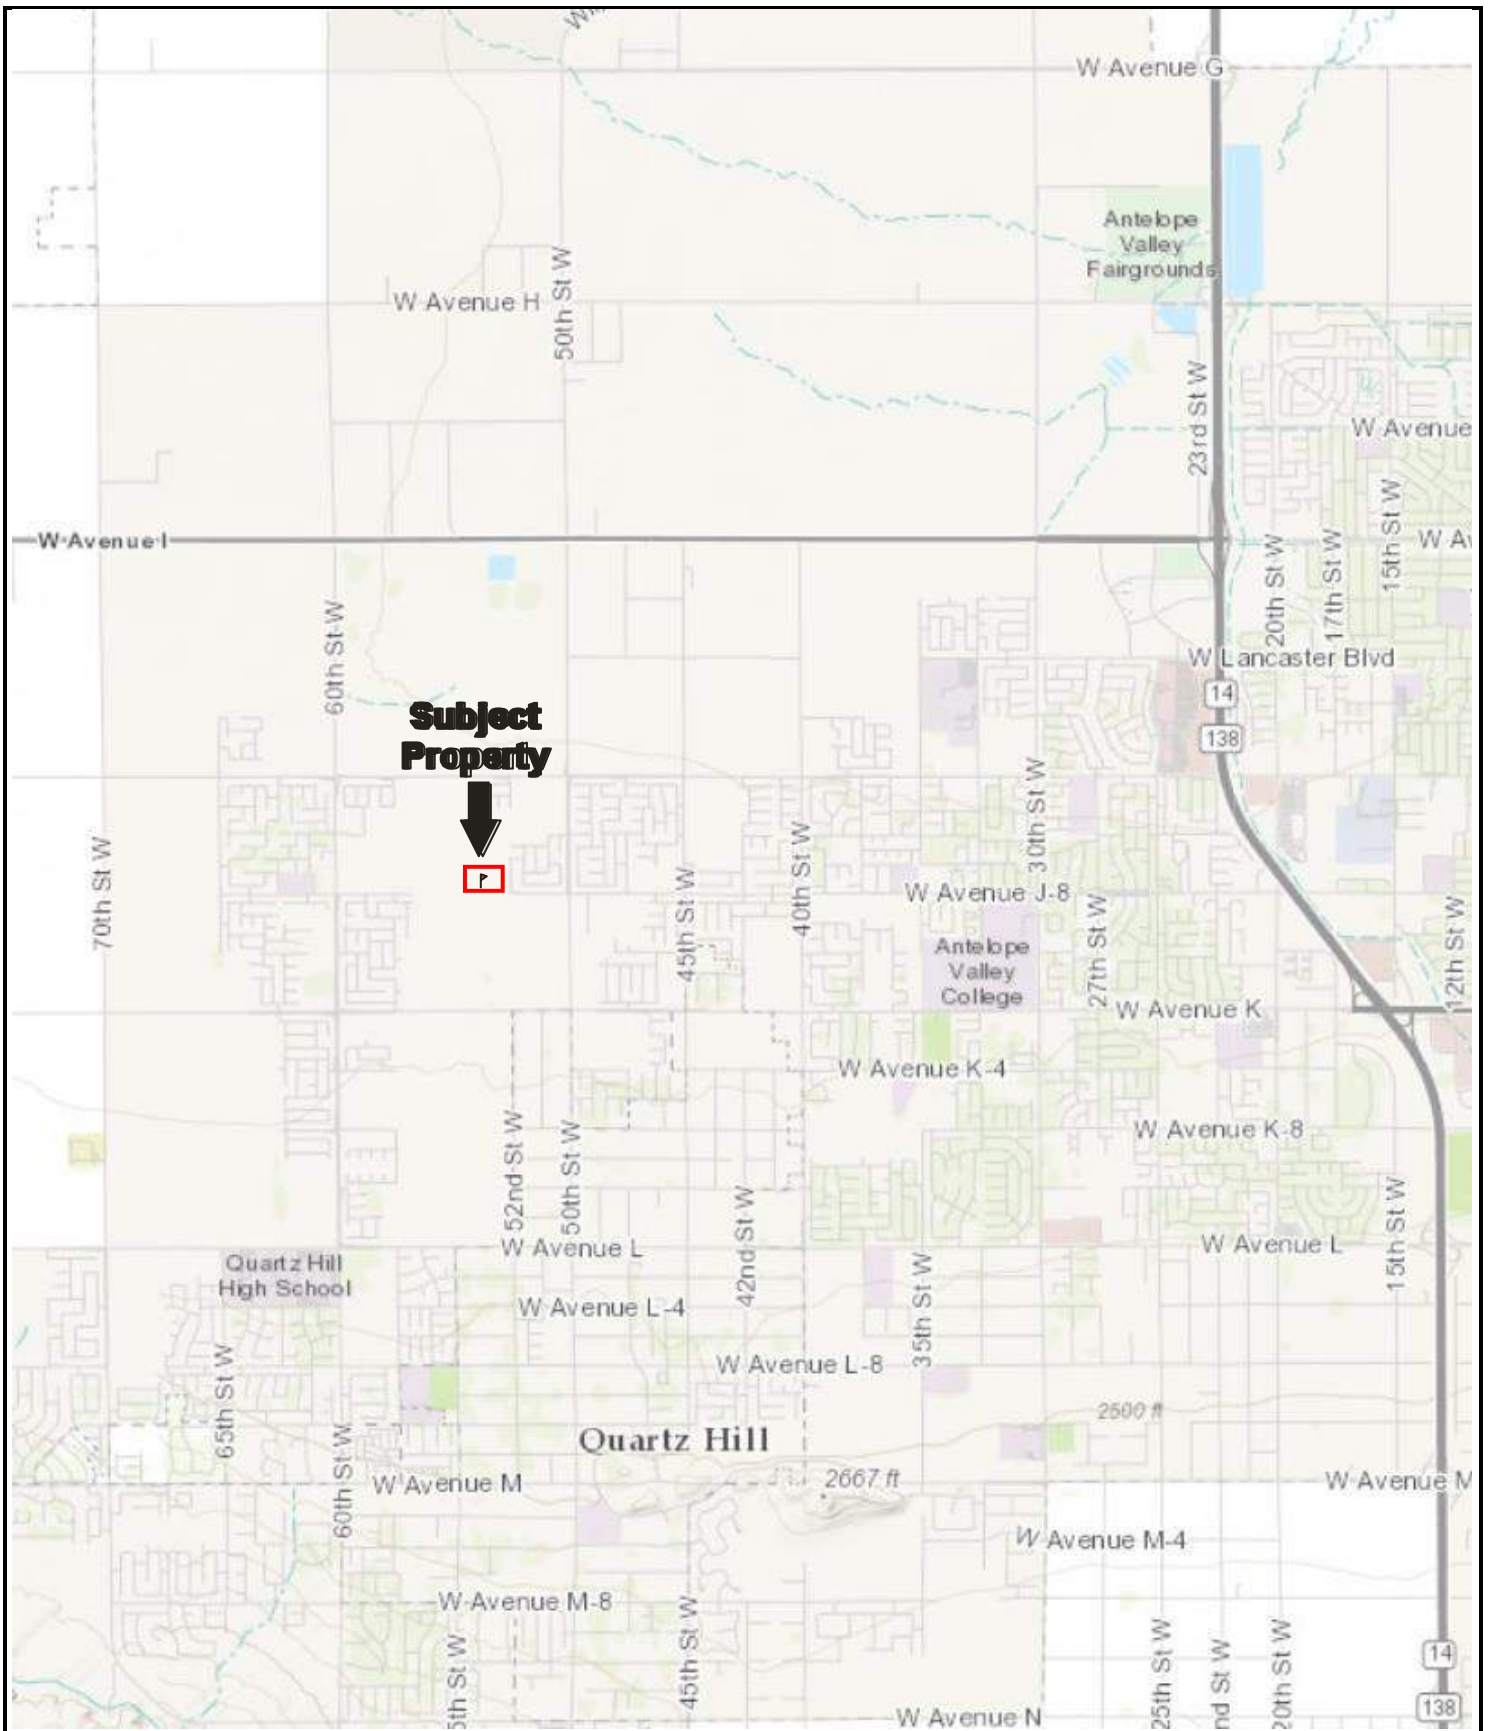 W Avenue G
Antelope
Valley
Fairgrounds
50th St W
W Avenue H
23rd St W
W Avenue
15th St W
W Avenue I
20th St W
17th St W
60th St W
W Lancaster Blvd
14
138
Subject
Property
30th St W
70th St W
45th St W
40th St W
W Avenue J-8
27th St W
12th St W
Antelope
Valley
College
W Avenue K
W Avenue K-4
52nd St W
50th St W
W Avenue K-8
42nd St W
15th St W
W Avenue L
W Avenue L
Quartz Hill
High School
W Avenue L-4
35th St W
65th St W
W Avenue L-8
2500 ft
Quartz Hill
60th St W
W Avenue M
2667 ft
W Avenue M
W Avenue M-4
W Avenue M-8
45th St W
5th St W
25th St W
nd St W
20th St W
14
138
W Avenue N